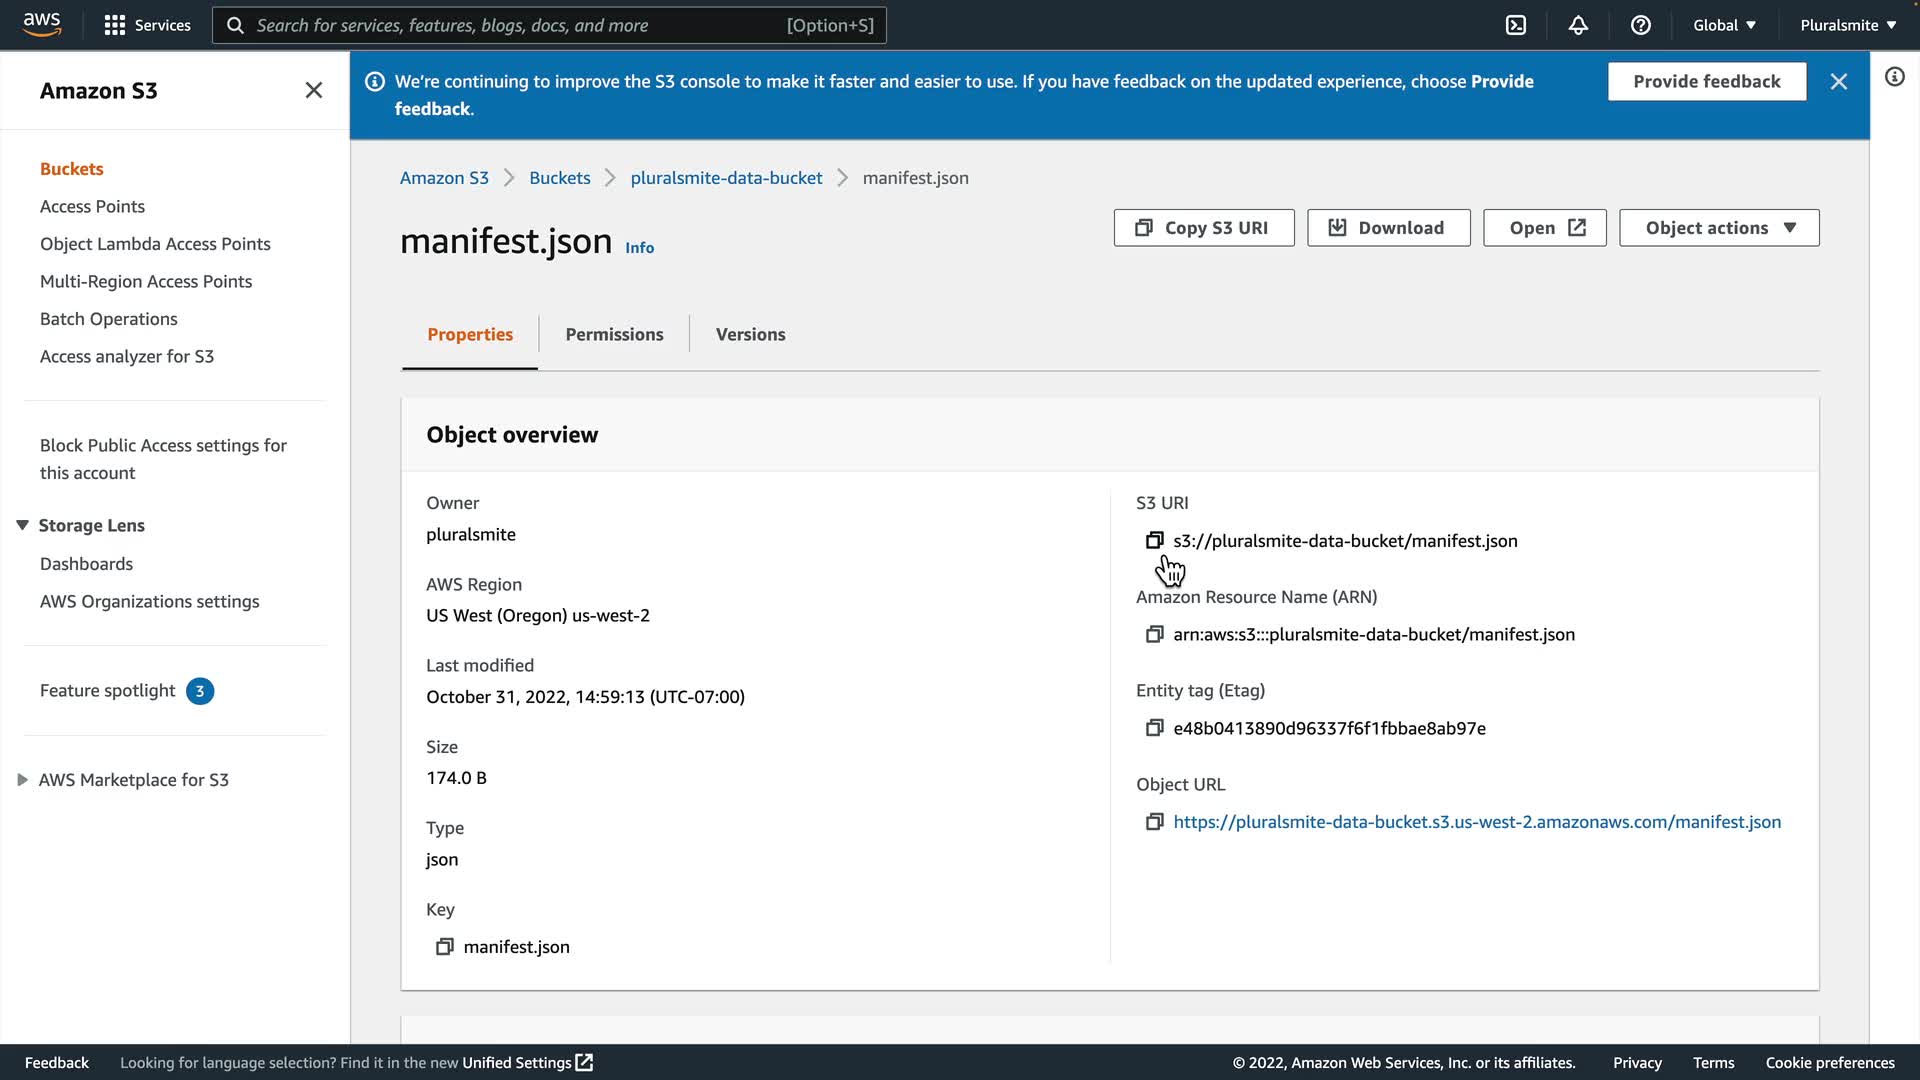 aws
Services
Search for services, features, blogs, docs, and more
[Option+S]
Global
Pluralsmite
Amazon S3
Buckets
Access Points
Object Lambda Access Points
Multi-Region Access Points
Batch Operations
Access analyzer for S3
Block Public Access settings for
this account
Storage Lens
Dashboards
AWS Organizations settings
Feature spotlight 3
AWS Marketplace for S3
We're continuing to improve the S3 console to make it faster and easier to use. If you have feedback on the updated experience, choose Provide
feedback.
Provide feedback
Amazon S3 > Buckets > pluralsmite-data-bucket > manifest.json
manifest.json Info
Copy S3 URI
Download
Open
Object actions
Properties
Permissions
Versions
Object overview
Owner
pluralsmite
AWS Region
US West (Oregon) us-west-2
Last modified
October 31, 2022, 14:59:13 (UTC-07:00)
Size
174.0 B
Type
json
Key
manifest.json
S3 URI
s3://pluralsmite-data-bucket/manifest.json
Amazon Resource Name (ARN)
arn:aws:s3:::pluralsmite-data-bucket/manifest.json
Entity tag (Etag)
e48b0413890d96337f6f1fbbae8ab97e
Object URL
https://pluralsmite-data-bucket.s3.us-west-2.amazonaws.com/manifest.json
Feedback
Looking for language selection? Find it in the new Unified Settings
© 2022, Amazon Web Services, Inc. or its affiliates.
Privacy
Terms
Cookie preferences